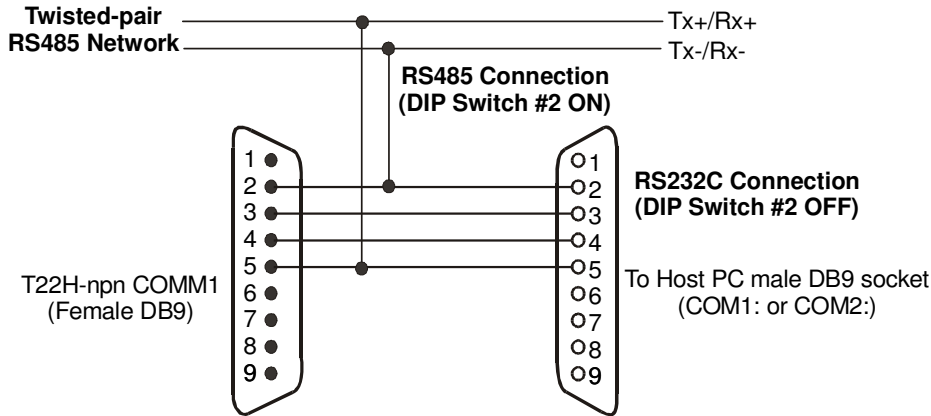 Twisted-pair
RS485 Network
Tx+/Rx+
Tx-/Rx-
RS485 Connection
(DIP Switch #2 ON)
1
2
3
4
5
6
7
8
9
1
2
3
4
5
6
7
8
9
RS232C Connection
(DIP Switch #2 OFF)
T22H-npn COMM1
(Female DB9)
To Host PC male DB9 socket
(COM1: or COM2:)